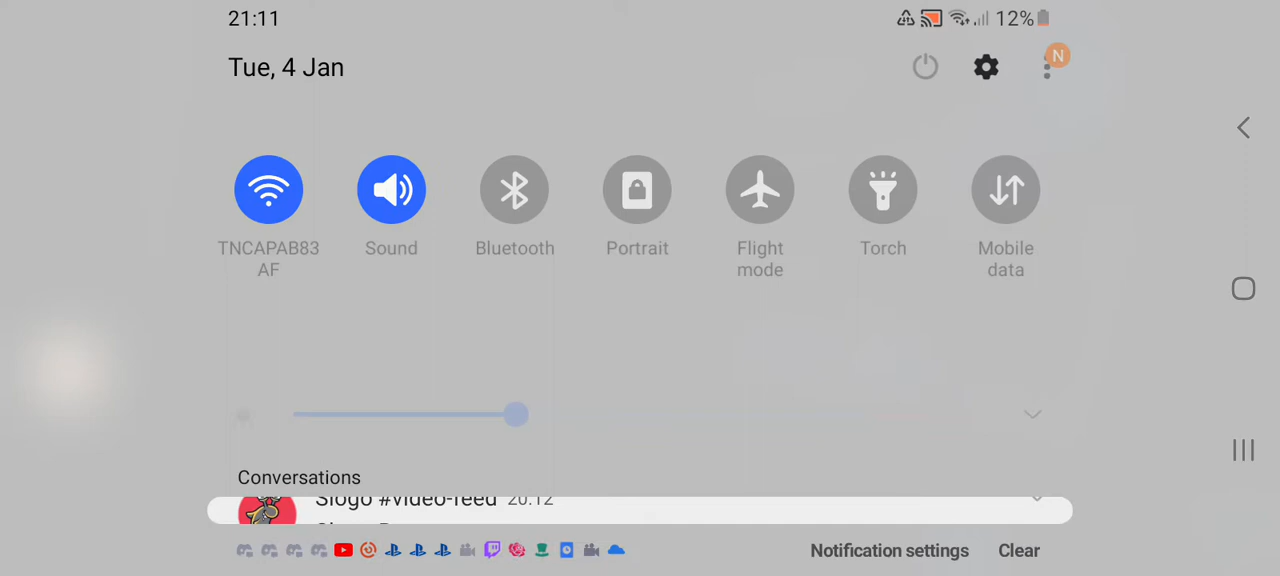 21:11
12%
Tue, 4 Jan
N
TNCAPAB83
AF
Sound
Bluetooth
Portrait
Flight
mode
Torch
Mobile
data
Conversations
Slogo #video-feed 20:12
Notification settings
Clear